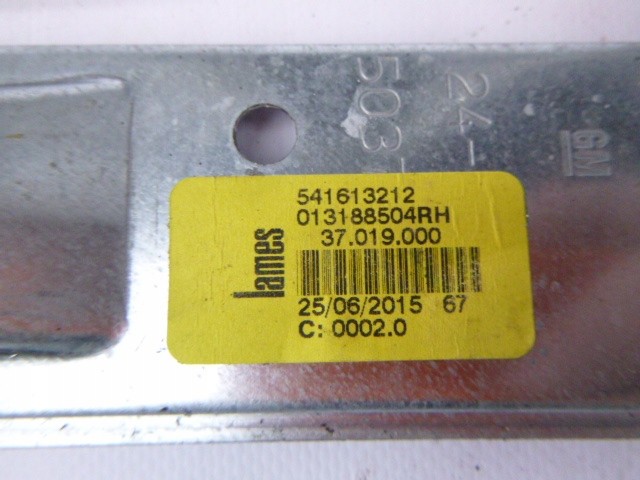 541613212
013188504RH
37.019.000
lames
25/06/2015 67
C: 0002.0
24-
503-
GM